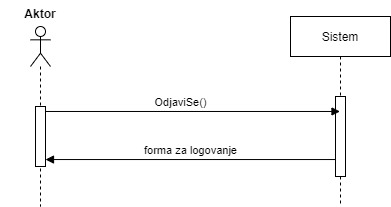 Aktor
Sistem
OdjaviSe()
forma za logovanje